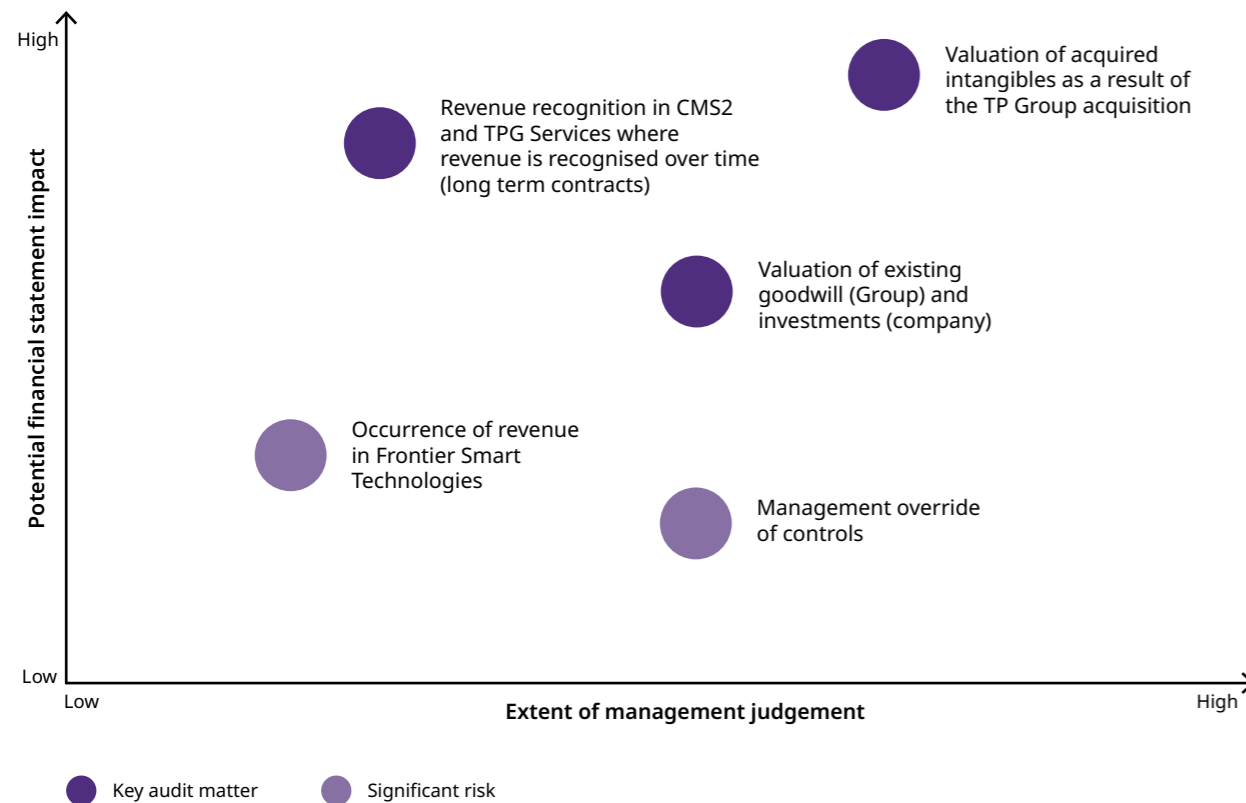 High
Potential financial statement impact
Low
Valuation of acquired
intangibles as a result of
the TP Group acquisition
Revenue recognition in CMS2
and TPG Services where
revenue is recognised over time
(long term contracts)
Valuation of existing
goodwill (Group) and
investments (company)
Occurrence of revenue
in Frontier Smart
Technologies
Management override
of controls
Low
Extent of management judgement
High
Key audit matter
Significant risk